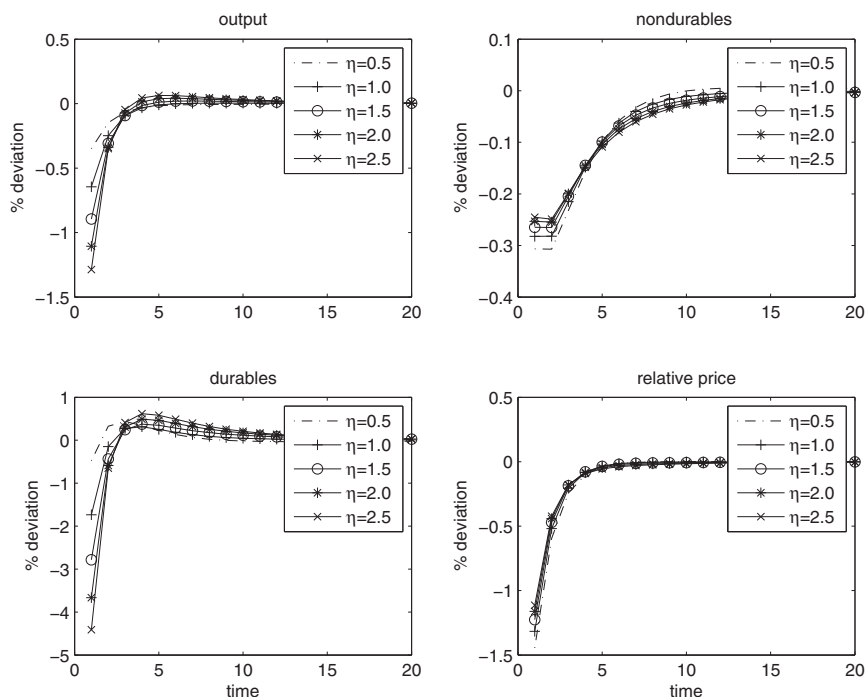 output
0.5
0
−0.5
−1
−1.5
% deviation
0 5 10 15 20
η=0.5
η=1.0
η=1.5
η=2.0
η=2.5
nondurables
0.1
0
−0.1
−0.2
−0.3
−0.4
% deviation
0 5 10 15 20
η=0.5
η=1.0
η=1.5
η=2.0
η=2.5
durables
1
0
−1
−2
−3
−4
−5
% deviation
0 5 10 15 20
time
η=0.5
η=1.0
η=1.5
η=2.0
η=2.5
relative price
0.5
0
−0.5
−1
−1.5
% deviation
0 5 10 15 20
time
η=0.5
η=1.0
η=1.5
η=2.0
η=2.5